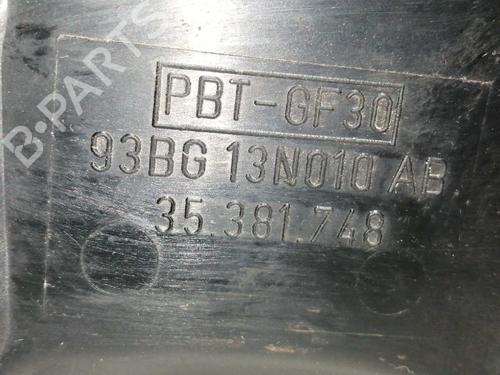 B-PARTS
PBT-GF30
93BG 13N010 AB
35.381.748